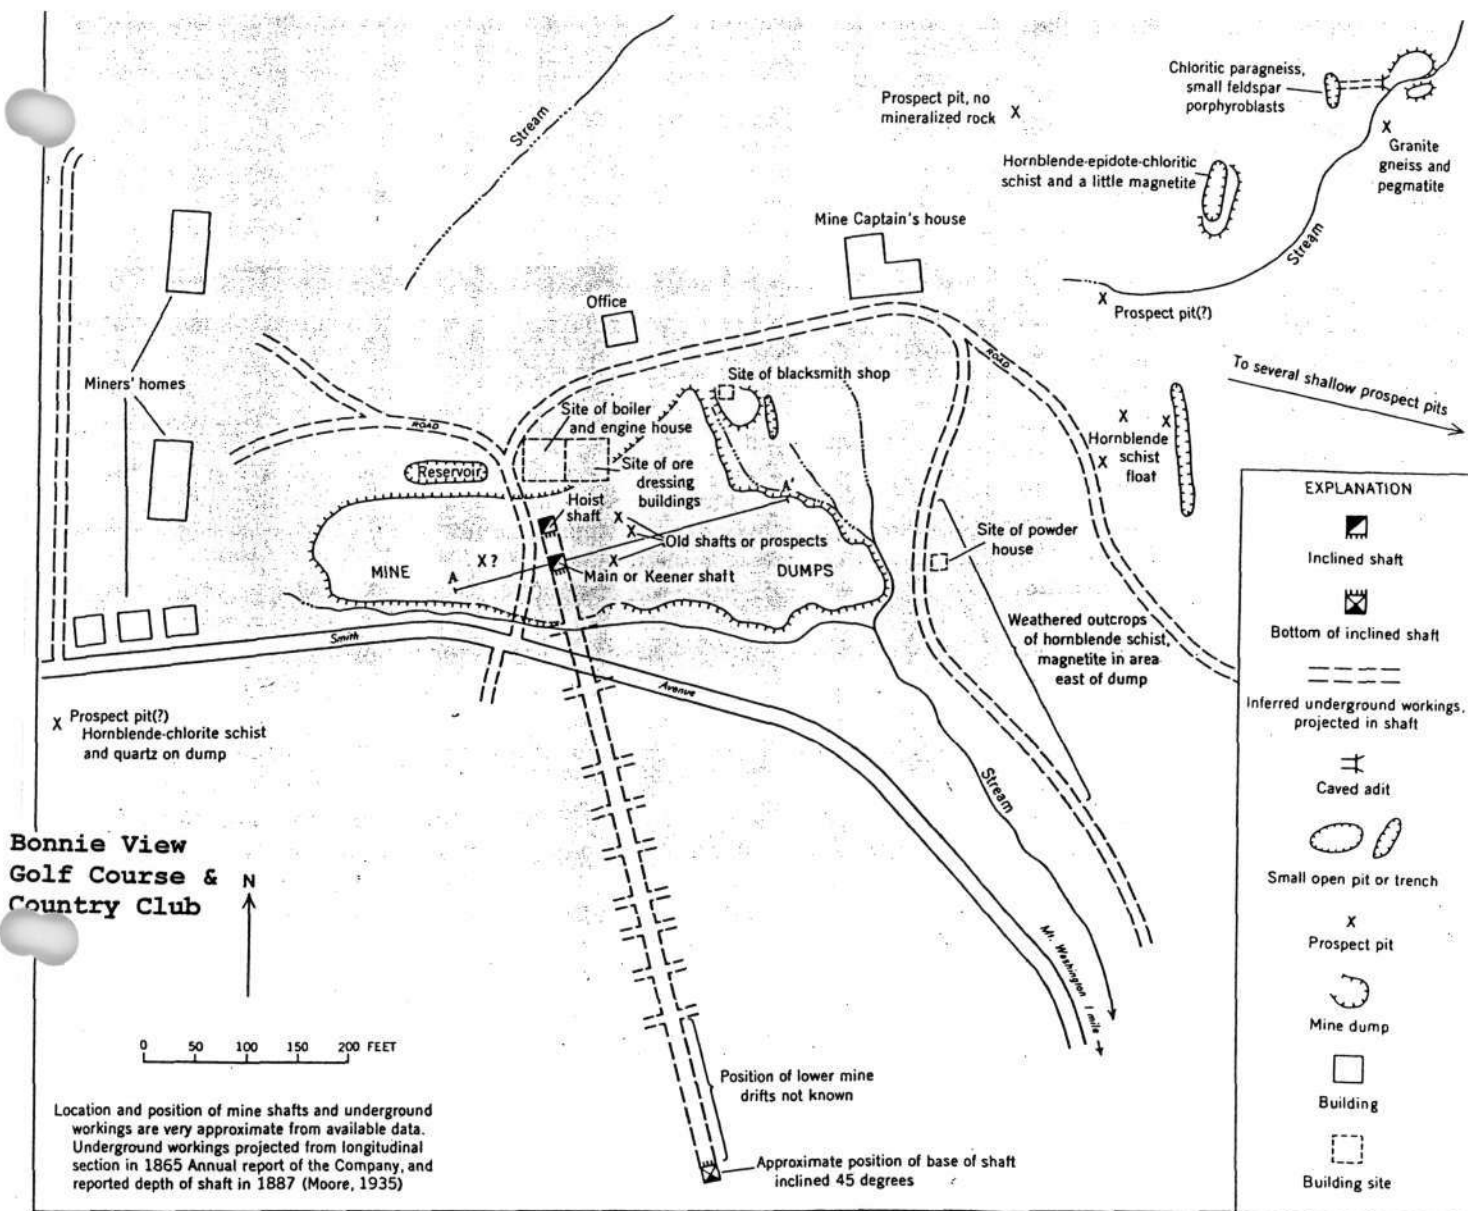 Stream
Prospect pit, no
mineralized rock X
Chloritic paragneiss,
small feldspar
porphyroblasts
X
Granite
gneiss and
pegmatite
Hornblende-epidote-chloritic
schist and a little magnetite
Stream
Mine Captain's house
X
Prospect pit(?)
Office
Miners' homes
ROAD
To several shallow prospect pits
Site of blacksmith shop
ROAD
Site of boiler
and engine house
X X
Hornblende
X schist
float
Reservoir
Site of ore
dressing
buildings
A'
Hoist
shaft
X
X
X
Old shafts or prospects
X ?
MINE
A
Main or Keener shaft
DUMPS
Site of powder
house
Weathered outcrops
of hornblende schist,
magnetite in area
east of dump
Smith
Avenue
X Prospect pit(?)
Hornblende-chlorite schist
and quartz on dump
Stream
Bonnie View
Golf Course &
Country Club
N
Mt. Washington 1 mile
0 50 100 150 200 FEET
Position of lower mine
drifts not known
Location and position of mine shafts and underground
workings are very approximate from available data.
Underground workings projected from longitudinal
section in 1865 Annual report of the Company, and
reported depth of shaft in 1887 (Moore, 1935)
Approximate position of base of shaft
inclined 45 degrees
EXPLANATION
Inclined shaft
Bottom of inclined shaft
Inferred underground workings,
projected in shaft
Caved adit
Small open pit or trench
X
Prospect pit
Mine dump
Building
Building site